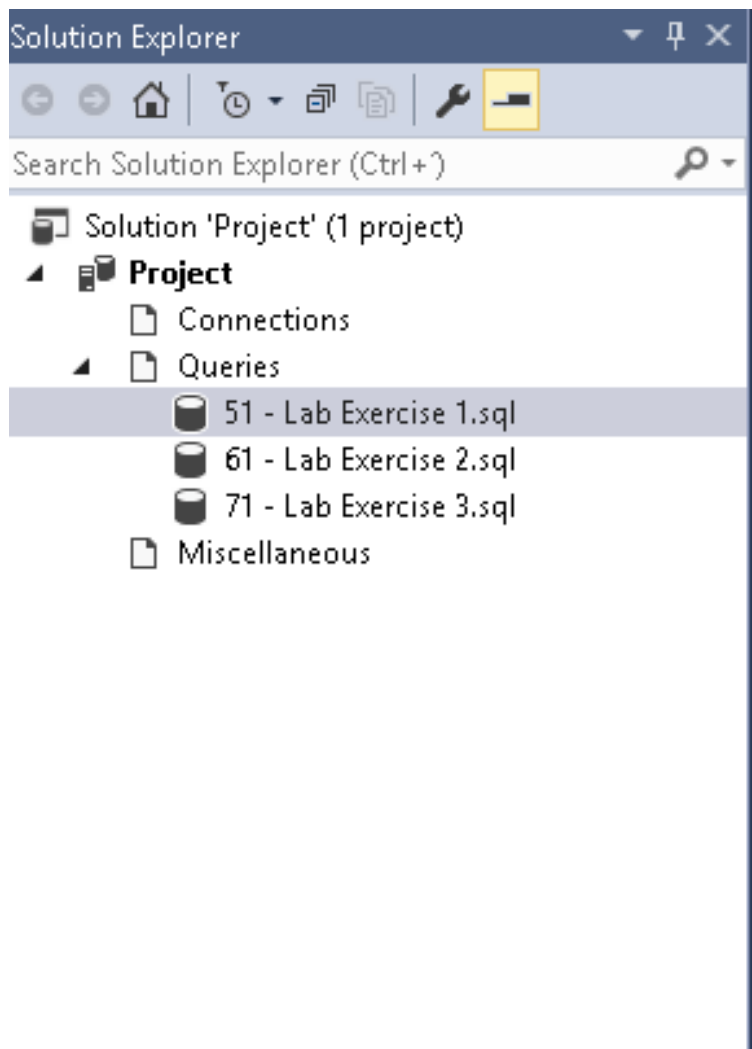 Solution Explorer
Search Solution Explorer (Ctrl+')
Solution 'Project' (1 project)
Project
Connections
Queries
51 - Lab Exercise 1.sql
61 - Lab Exercise 2.sql
71 - Lab Exercise 3.sql
Miscellaneous